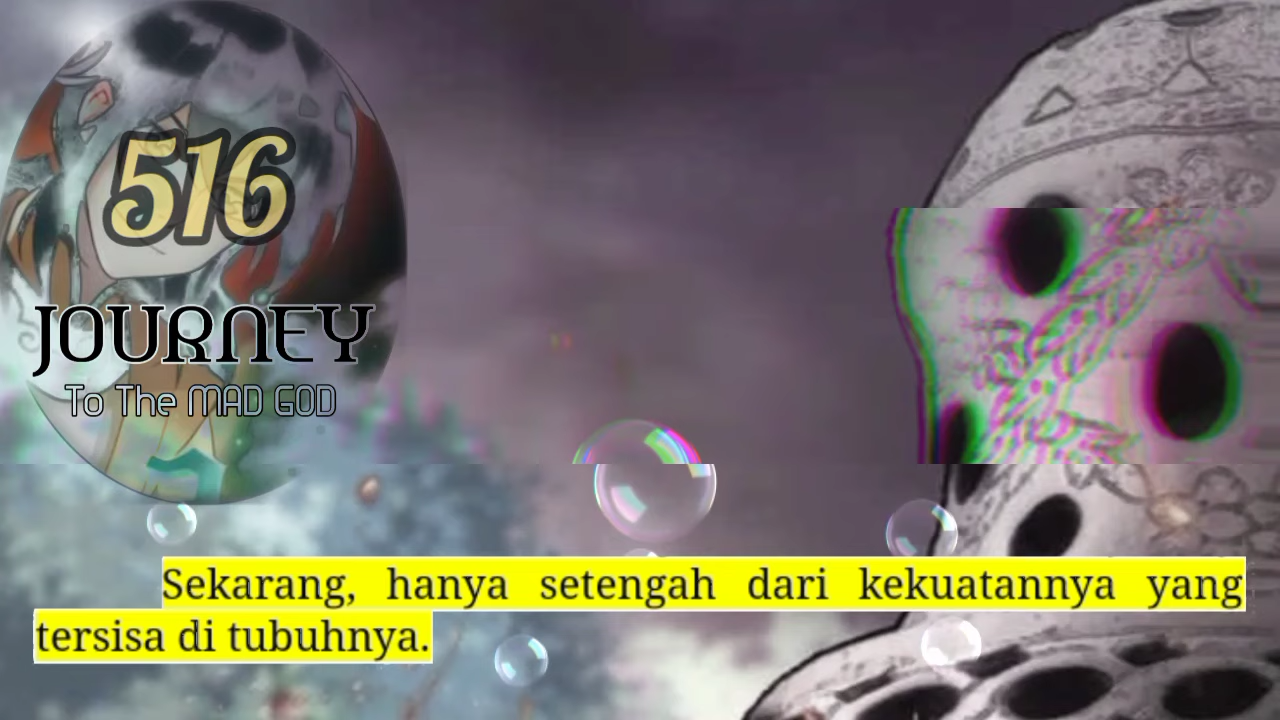 516
JOURNEY
To The MAD GOD
Sekarang, hanya setengah dari kekuatannya yang
tersisa di tubuhnya.